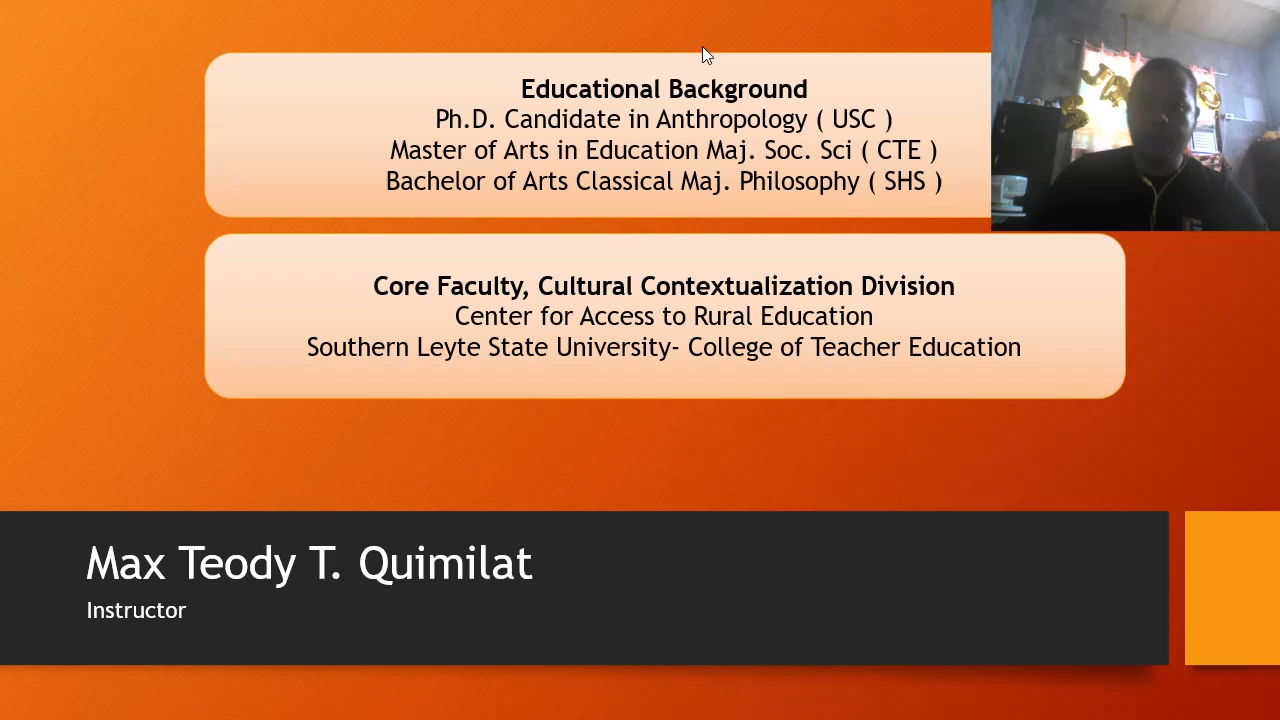 Educational Background
Ph.D. Candidate in Anthropology ( USC )
Master of Arts in Education Maj. Soc. Sci ( CTE )
Bachelor of Arts Classical Maj. Philosophy ( SHS )
Core Faculty, Cultural Contextualization Division
Center for Access to Rural Education
Southern Leyte State University- College of Teacher Education
Max Teody T. Quimilat
Instructor